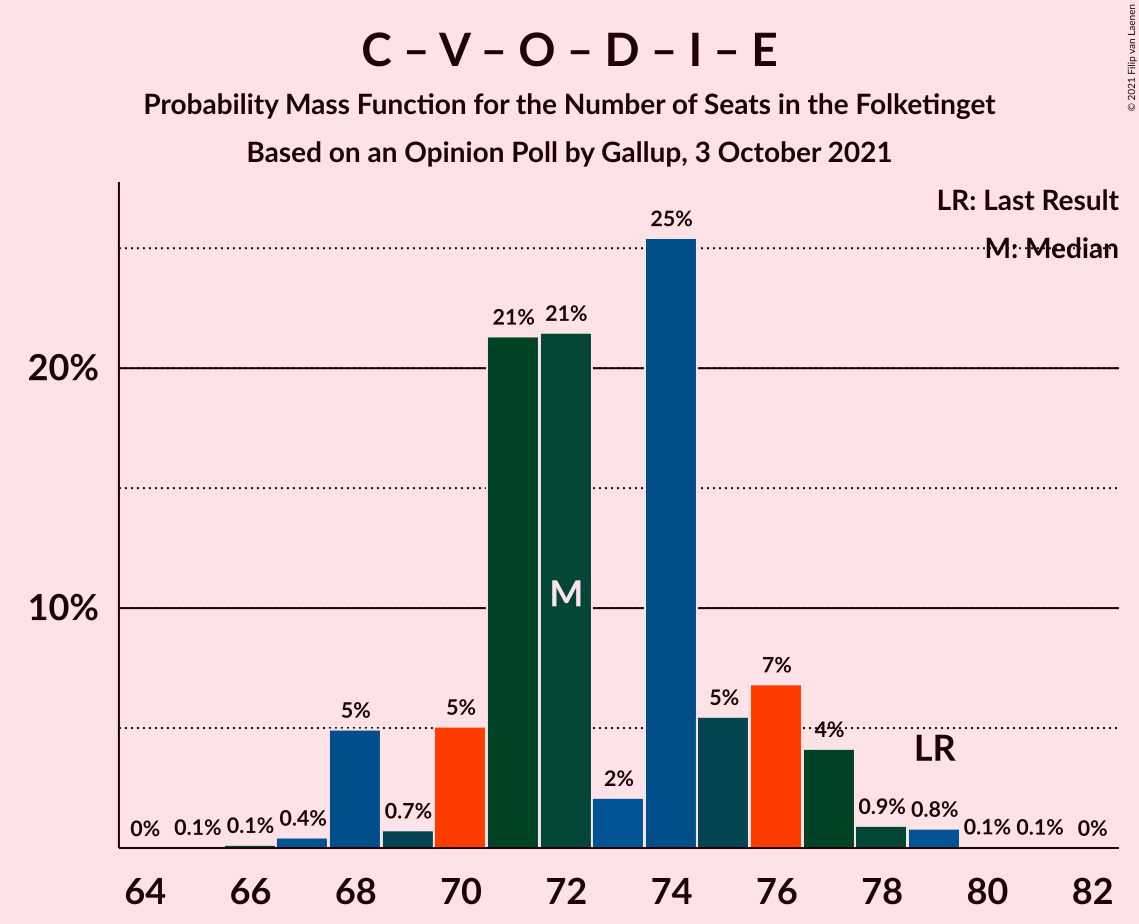 C – V – O – D – I – E
Probability Mass Function for the Number of Seats in the Folketinget
Based on an Opinion Poll by Gallup, 3 October 2021
© 2021 Filip van Laenen
LR: Last Result
M: Median
20%
10%
0%
0.1%
0.1%
0.4%
5%
0.7%
5%
21%
21%
2%
25%
5%
7%
4%
0.9%
0.8%
0.1%
0.1%
0%
M
LR
64 66 68 70 72 74 76 78 80 82